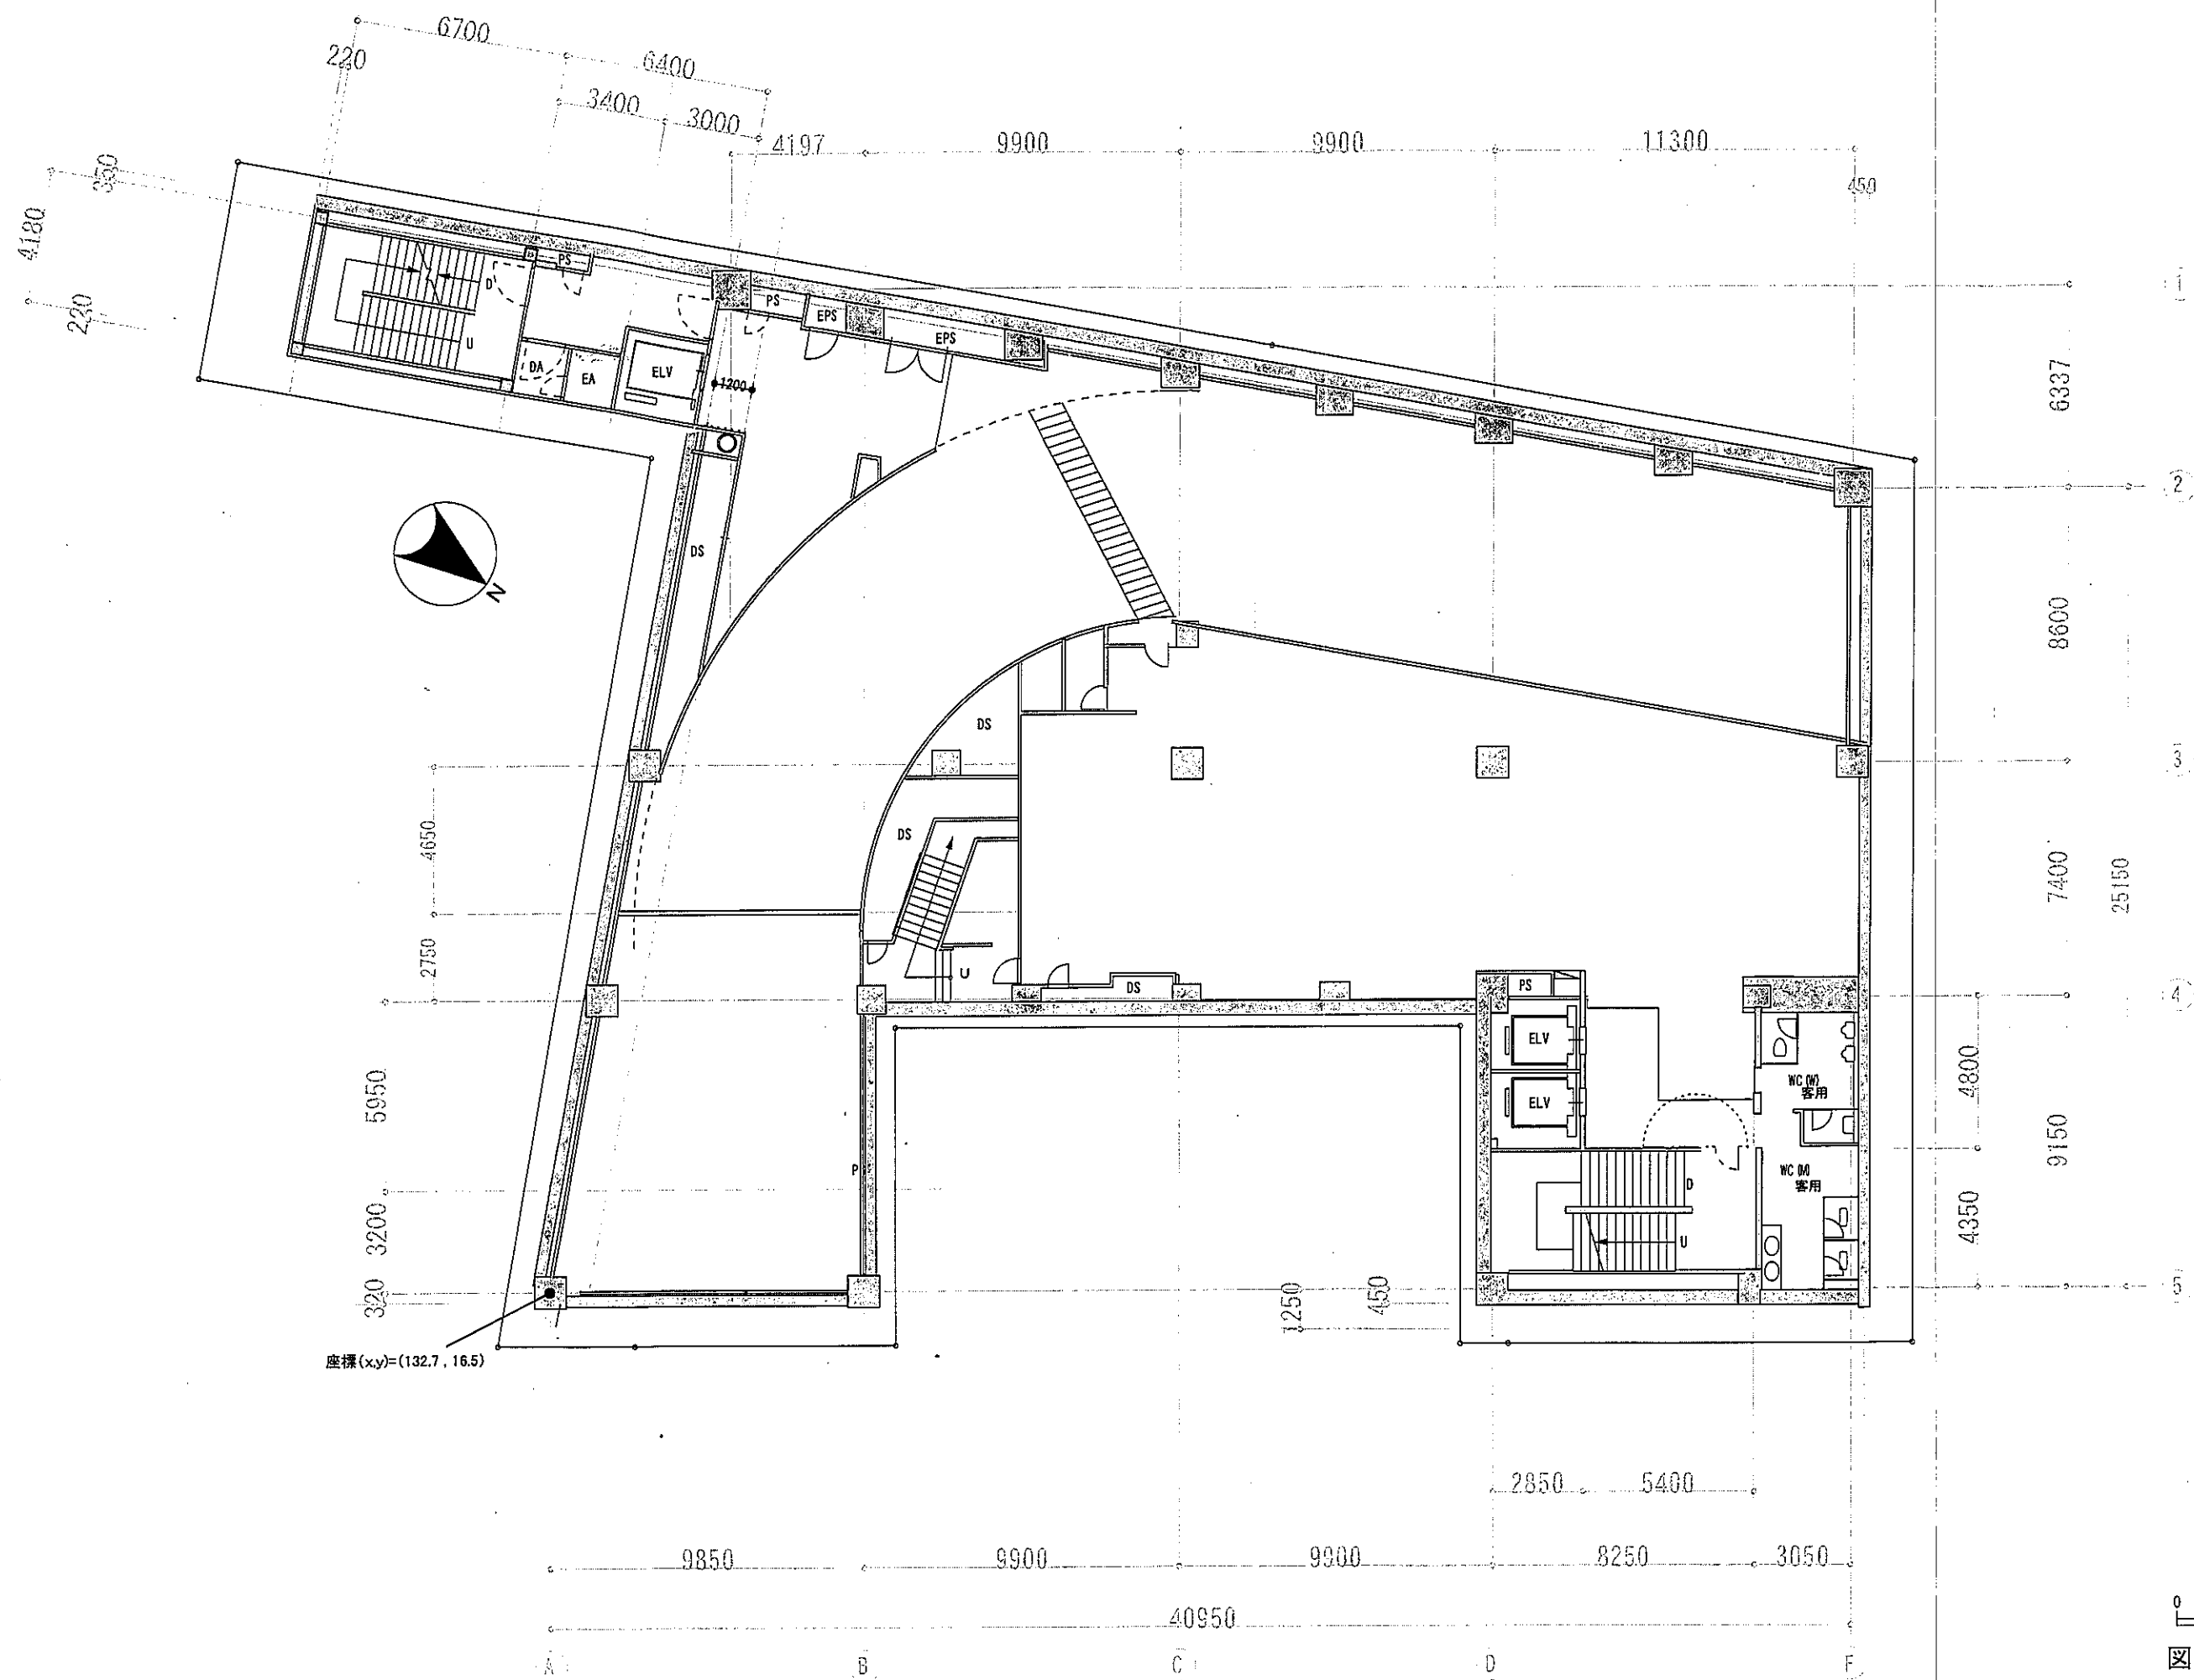 6700
220
6400
3400
3000
4197
9900
9900
11300
450
350
4180
220
PS
D
U
DA
EA
ELV
1200
PS
EPS
EPS
1
6337
2
DS
N
8600
DS
3
4650
DS
7400
25150
2750
U
DS
PS
4
ELV
ELV
WC(W)
客用
5950
4800
9150
P
WC(M)
客用
D
U
3200
4350
320
1250
450
5
座標(x,y)=(132.7 , 16.5)
2850
5400
9850
9900
9900
8250
3050
40950
A
B
C
D
0
図